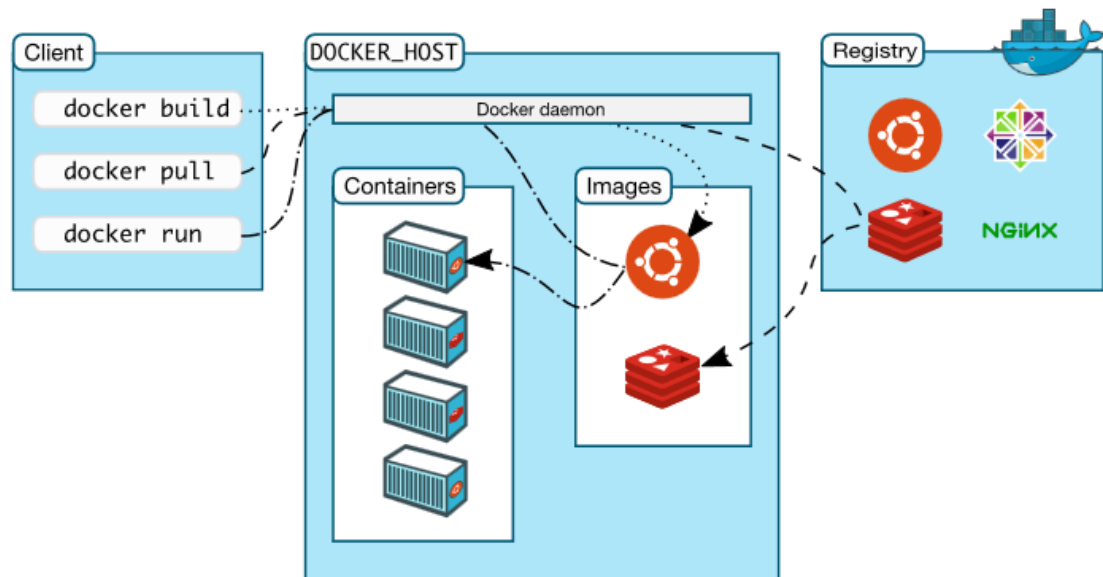 Client
docker build
docker pull
docker run
DOCKER_HOST
Docker daemon
Containers
Images
Registry
NGiNX